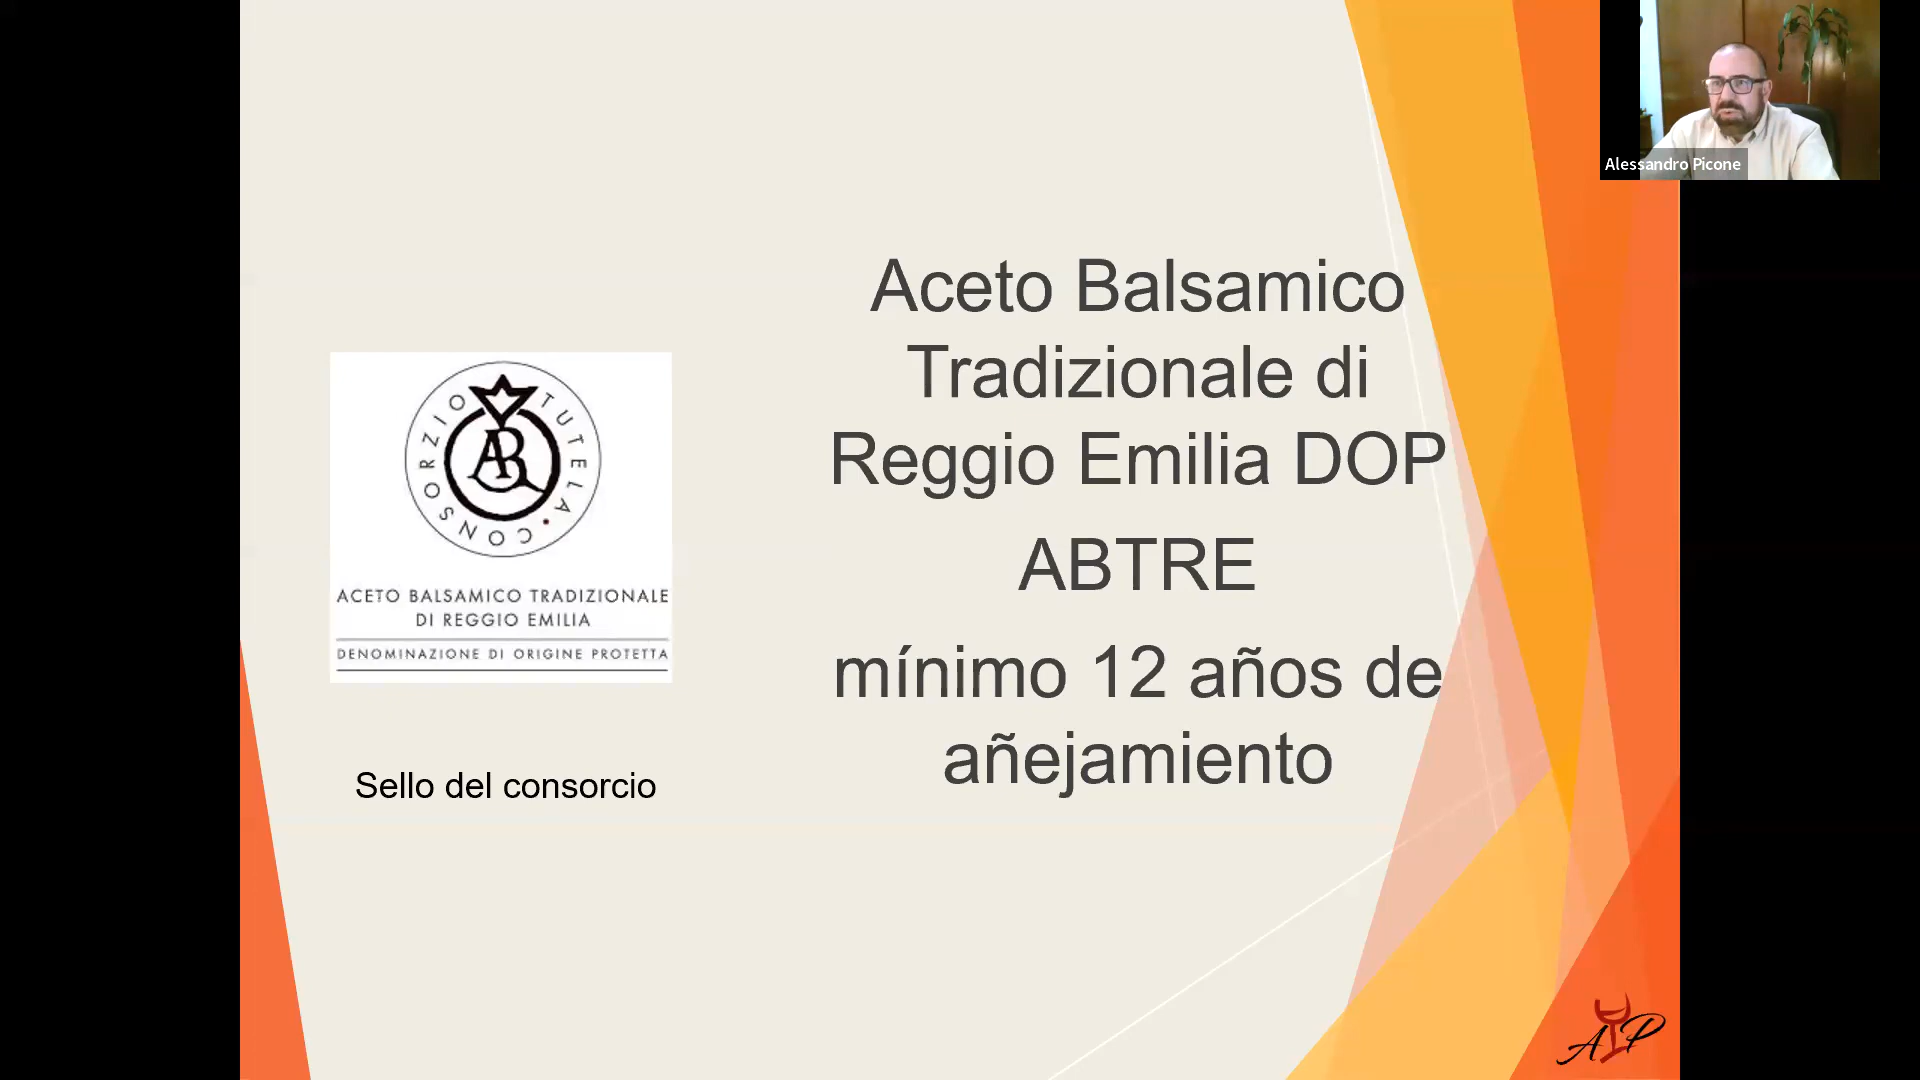 Alessandro Picone
Aceto Balsamico
Tradizionale di
Reggio Emilia DOP
ABTRE
mínimo 12 años de
añejamiento
CONSORZIO TUTELA
ABR
ACETO BALSAMICO TRADIZIONALE
DI REGGIO EMILIA
DENOMINAZIONE DI ORIGINE PROTETTA
Sello del consorcio
AP